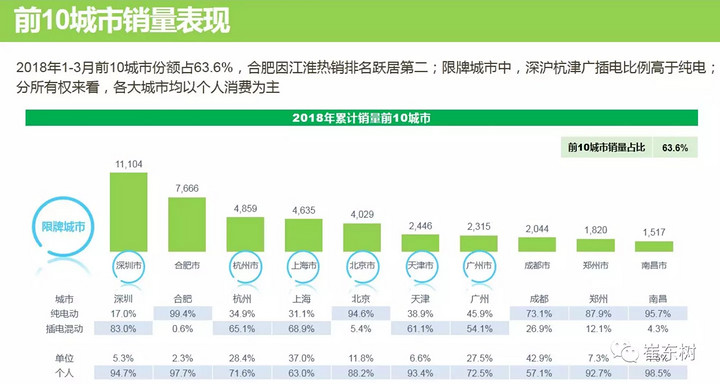 前10城市销量表现
2018年1-3月前10城市份额占63.6%，合肥因江淮热销排名跃居第二；限牌城市中，深沪杭津广插电比例高于纯电；
分所有权来看，各大城市均以个人消费为主
2018年累计销量前10城市
前10城市销量占比 63.6%
限牌城市
11,104 7,666 4,859 4,635 4,029 2,446 2,315 2,044 1,820 1,517
深圳市 合肥市 杭州市 上海市 北京市 天津市 广州市 成都市 郑州市 南昌市
城市 深圳 合肥 杭州 上海 北京 天津 广州 成都 郑州 南昌
纯电动 17.0% 99.4% 34.9% 31.1% 94.6% 38.9% 45.9% 73.1% 87.9% 95.7%
插电混动 83.0% 0.6% 65.1% 68.9% 5.4% 61.1% 54.1% 26.9% 12.1% 4.3%
单位 5.3% 2.3% 28.4% 37.0% 11.8% 6.6% 27.5% 42.9% 7.3%
个人 94.7% 97.7% 71.6% 63.0% 88.2% 93.4% 72.5% 57.1% 92.7% 98.5%
崔东树